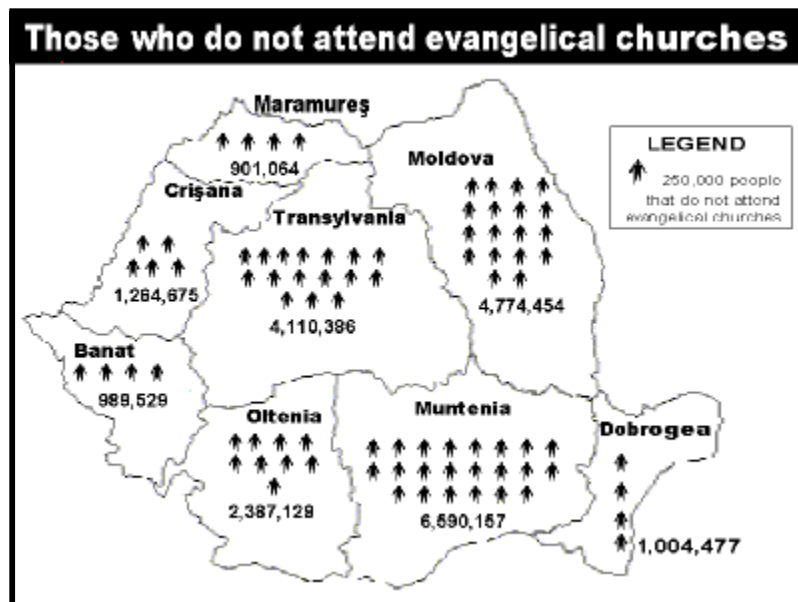 Those who do not attend evangelical churches
Maramureş
901,064
Moldova
4,774,454
LEGEND
250,000 people
that do not attend
evangelical churches
Crişana
1,264,675
Transylvania
4,110,386
Banat
989,529
Oltenia
2,387,128
Muntenia
6,590,157
Dobrogea
1,004,477